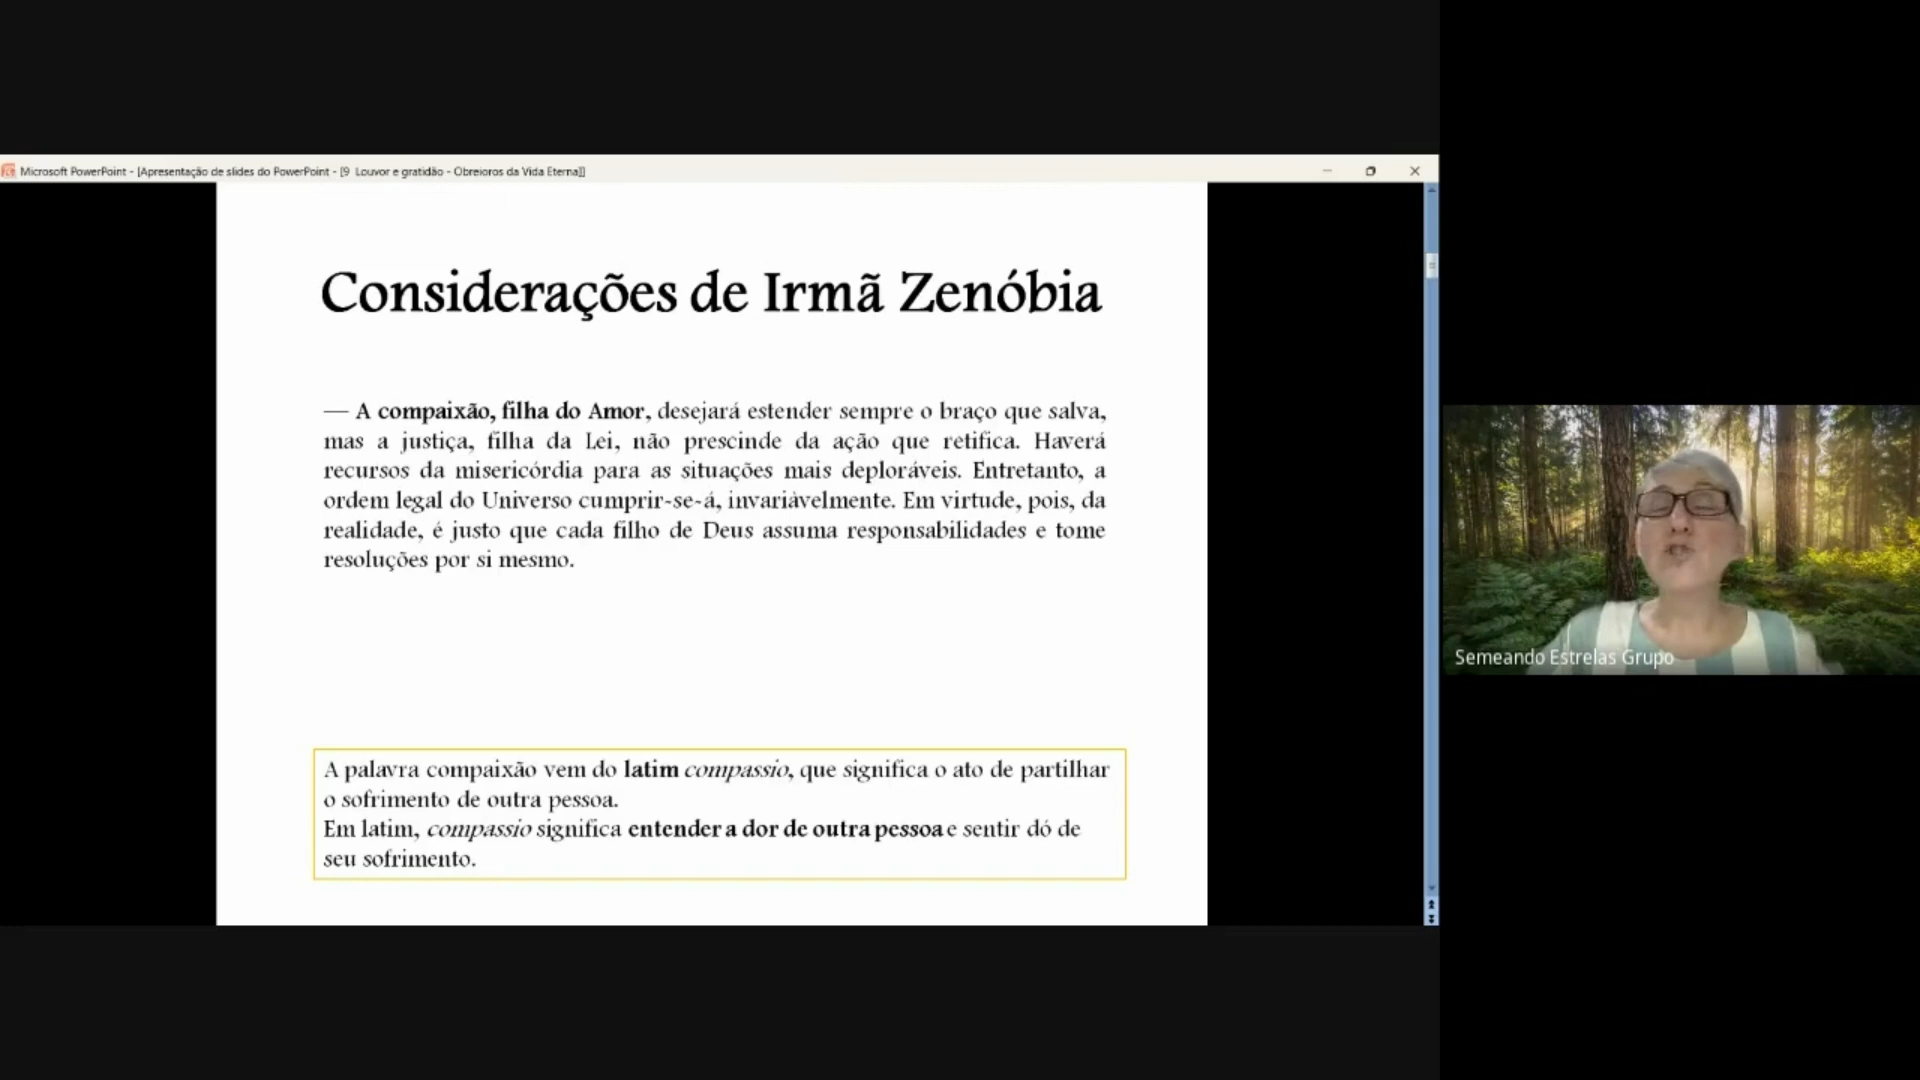 Microsoft PowerPoint - [Apresentação de slides do PowerPoint - [9 Louvor e gratidão - Obreioros da Vida Eterna]]
Considerações de Irmã Zenóbia
— A compaixão, filha do Amor, desejará estender sempre o braço que salva,
mas a justiça, filha da Lei, não prescinde da ação que retifica. Haverá
recursos da misericórdia para as situações mais deploráveis. Entretanto, a
ordem legal do Universo cumprir-se-á, invariàvelmente. Em virtude, pois, da
realidade, é justo que cada filho de Deus assuma responsabilidades e tome
resoluções por si mesmo.
Semeando Estrelas Grupo
A palavra compaixão vem do latim compassio, que significa o ato de partilhar
o sofrimento de outra pessoa.
Em latim, compassio significa entender a dor de outra pessoa e sentir dó de
seu sofrimento.